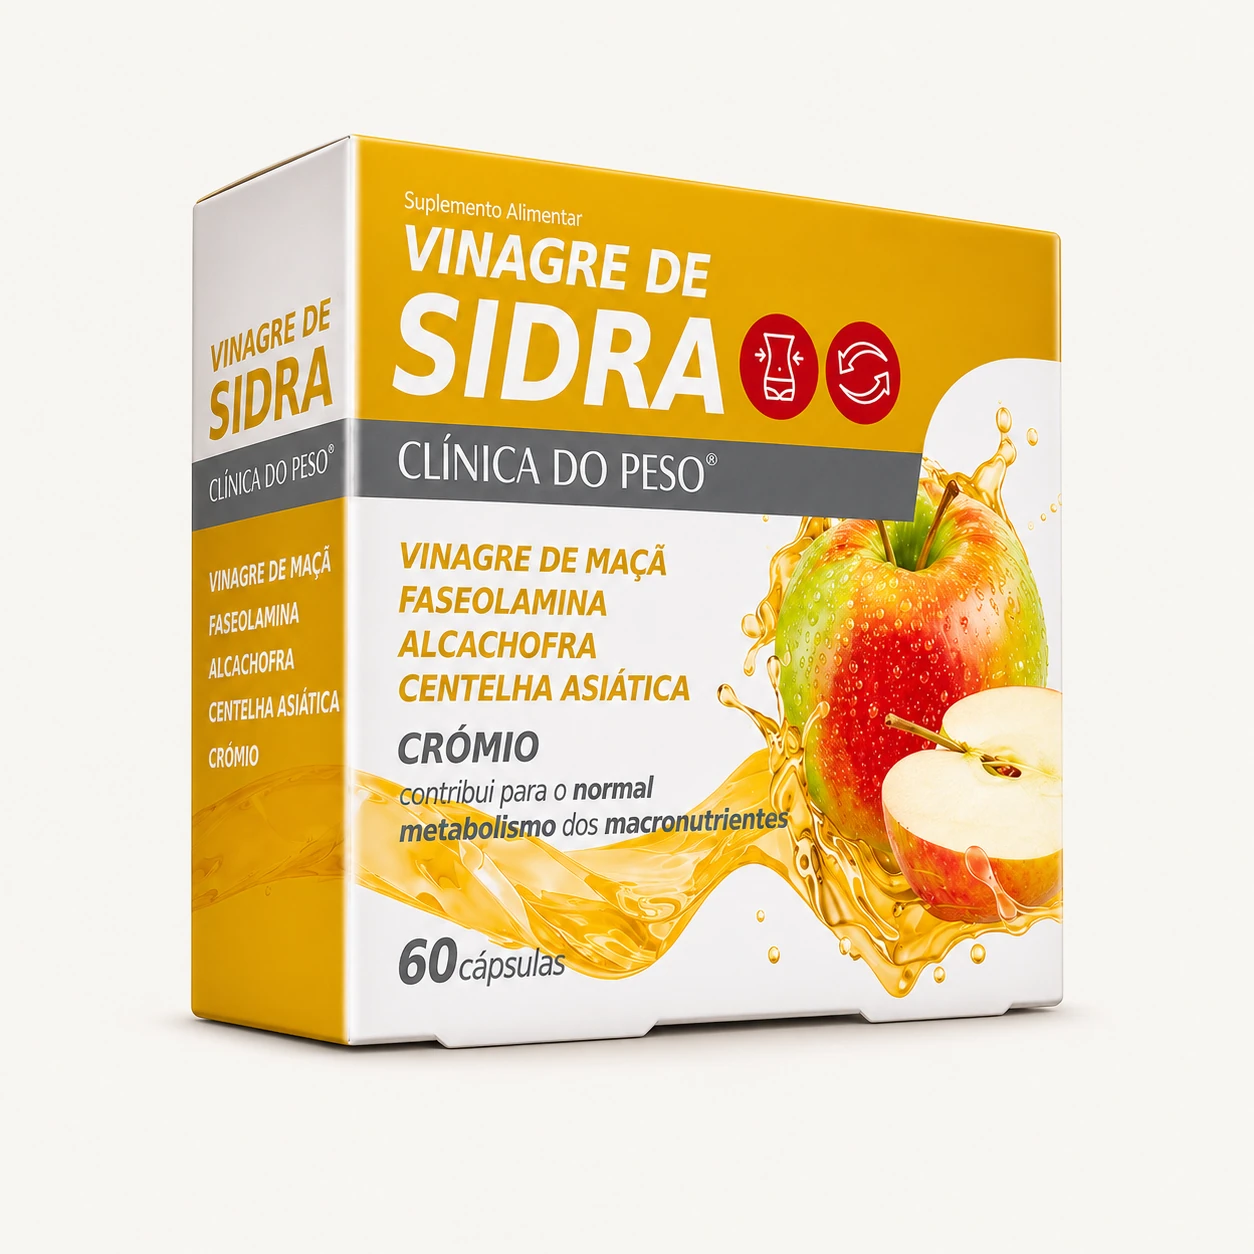 Suplemento Alimentar
VINAGRE DE
SIDRA
CLÍNICA DO PESO®
VINAGRE DE MAÇÃ
FASEOLAMINA
ALCACHOFRA
CENTELHA ASIÁTICA
CRÓMIO
contribui para o normal
metabolismo dos macronutrientes
60 cápsulas
VINAGRE DE
SIDRA
CLÍNICA DO PESO®
VINAGRE DE MAÇÃ
FASEOLAMINA
ALCACHOFRA
CENTELHA ASIÁTICA
CRÓMIO